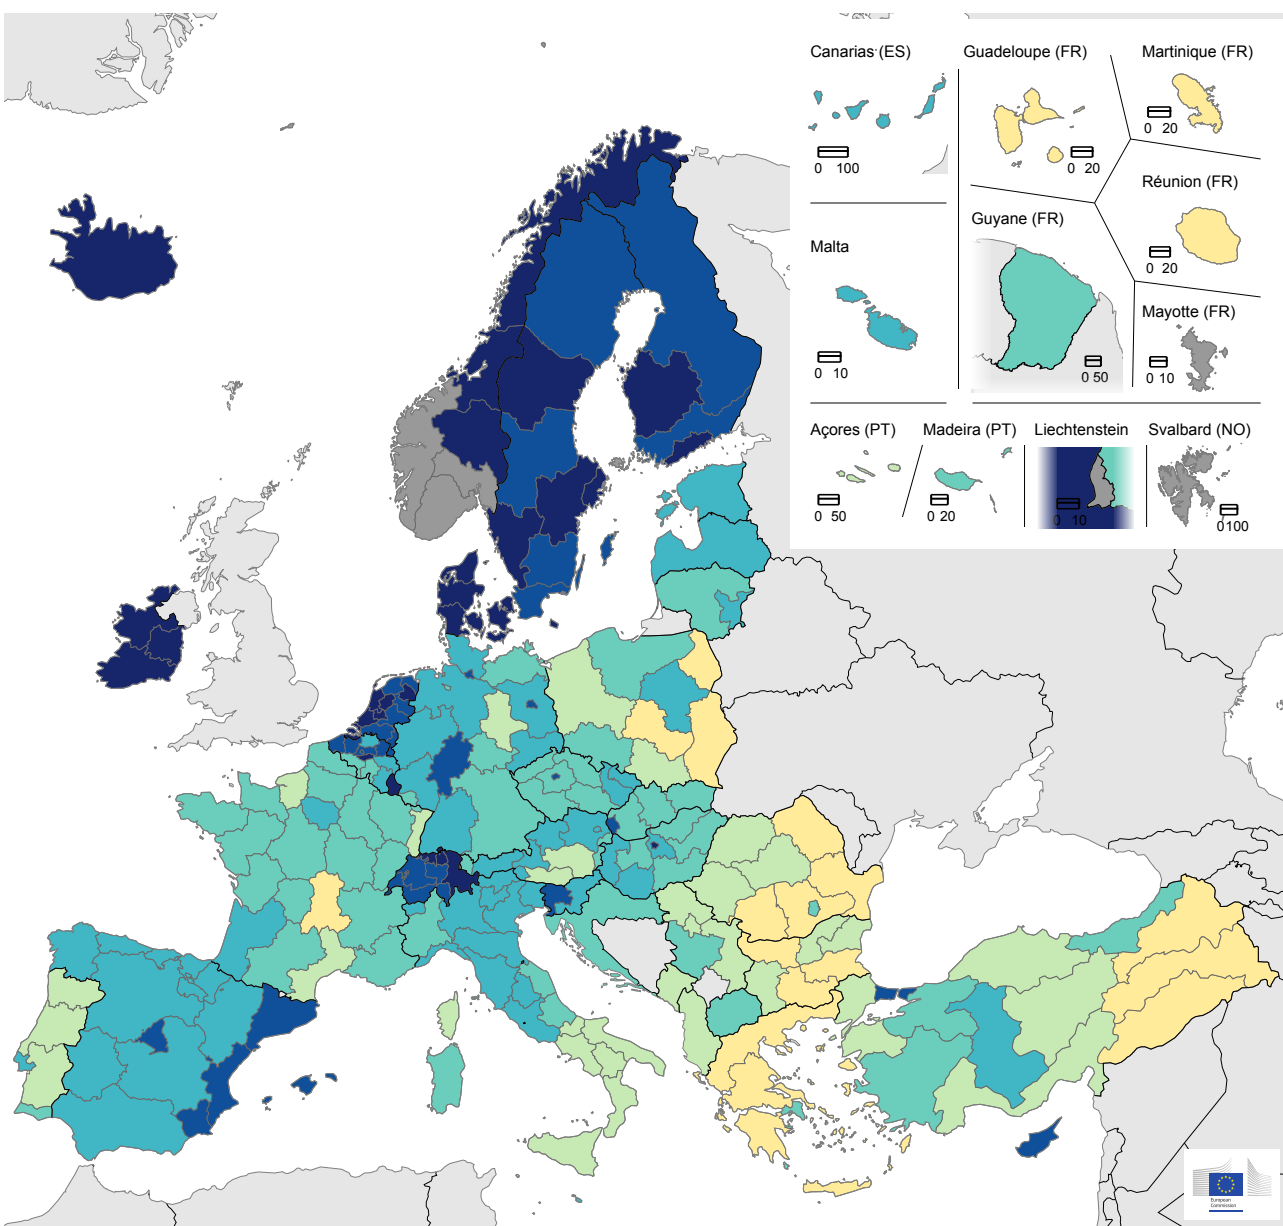 Canarias (ES)
0 100
Guadeloupe (FR)
0 20
Martinique (FR)
0 20
Réunion (FR)
0 20
Malta
0 10
Guyane (FR)
0 50
Mayotte (FR)
0 10
Açores (PT)
0 50
Madeira (PT)
0 20
Liechtenstein
0 10
Svalbard (NO)
0100
European
Commission